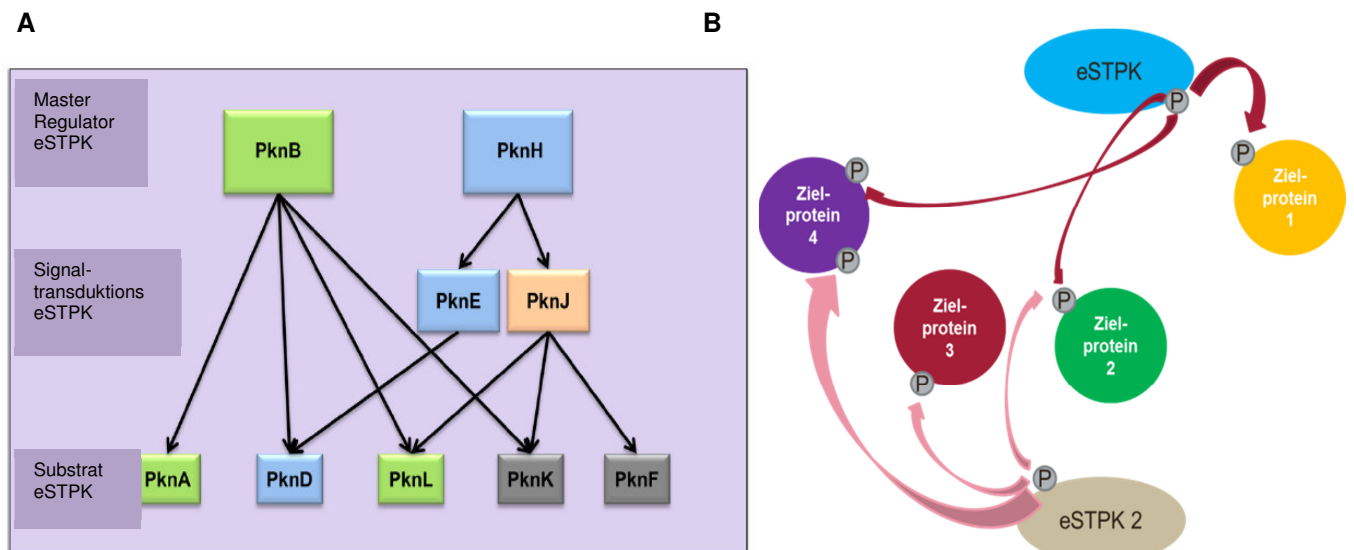 A
B
Master
Regulator
eSTPK
PknB
PknH
Signal-
transduktions
eSTPK
PknE
PknJ
Substrat
eSTPK
PknA
PknD
PknL
PknK
PknF
eSTPK
P
P
Ziel-
protein
1
P
Ziel-
protein
4
P
Ziel-
protein
3
P
P
Ziel-
protein
2
P
eSTPK 2